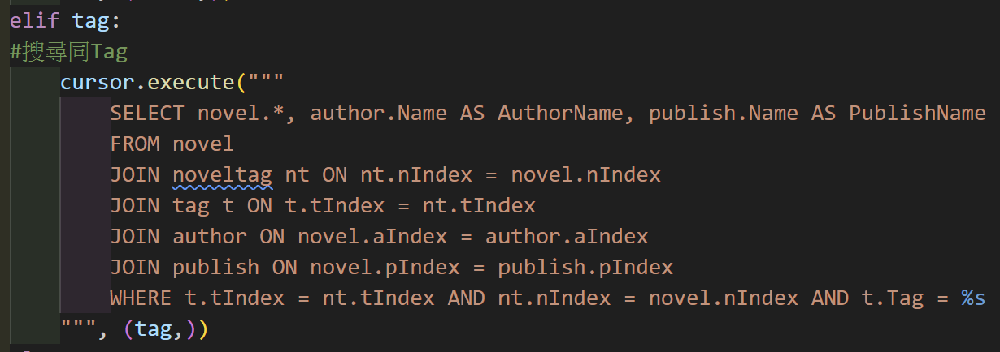 elif tag:
#搜尋同Tag
cursor.execute("""
SELECT novel.*, author.Name AS AuthorName, publish.Name AS PublishName
FROM novel
JOIN noveltag nt ON nt.nIndex = novel.nIndex
JOIN tag t ON t.tIndex = nt.tIndex
JOIN author ON novel.aIndex = author.aIndex
JOIN publish ON novel.pIndex = publish.pIndex
WHERE t.tIndex = nt.tIndex AND nt.nIndex = novel.nIndex AND t.Tag = %s
""", (tag,))